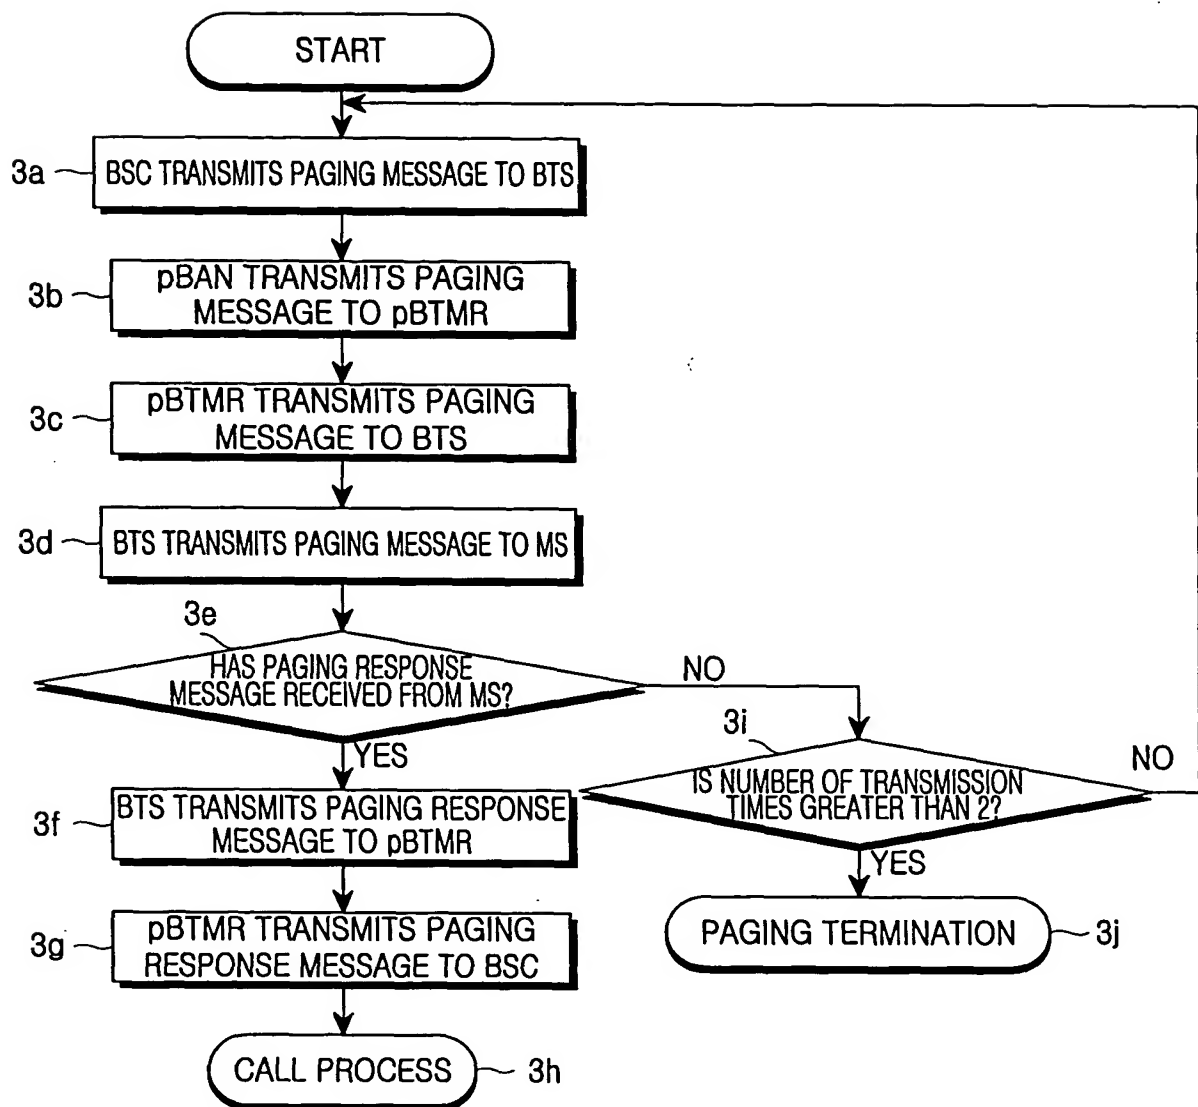 START
3a
BSC TRANSMITS PAGING MESSAGE TO BTS
3b
pBAN TRANSMITS PAGING
MESSAGE TO pBTMR
3c
pBTMR TRANSMITS PAGING
MESSAGE TO BTS
3d
BTS TRANSMITS PAGING MESSAGE TO MS
3e
HAS PAGING RESPONSE
MESSAGE RECEIVED FROM MS?
NO
YES
3i
IS NUMBER OF TRANSMISSION
TIMES GREATER THAN 2?
NO
YES
3f
BTS TRANSMITS PAGING RESPONSE
MESSAGE TO pBTMR
3g
pBTMR TRANSMITS PAGING
RESPONSE MESSAGE TO BSC
PAGING TERMINATION
3j
CALL PROCESS
3h